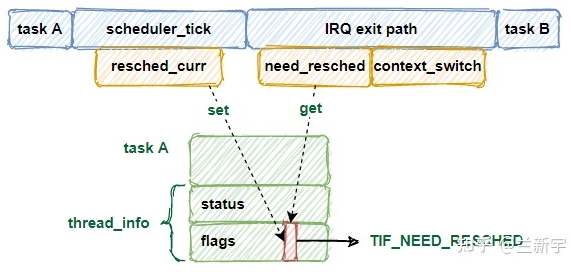 task A scheduler_tick IRQ exit path task B
resched_curr need_resched context_switch
set get
task A
status
thread_info
flags TIF_NEED_RESCHED
知乎 @兰新宇